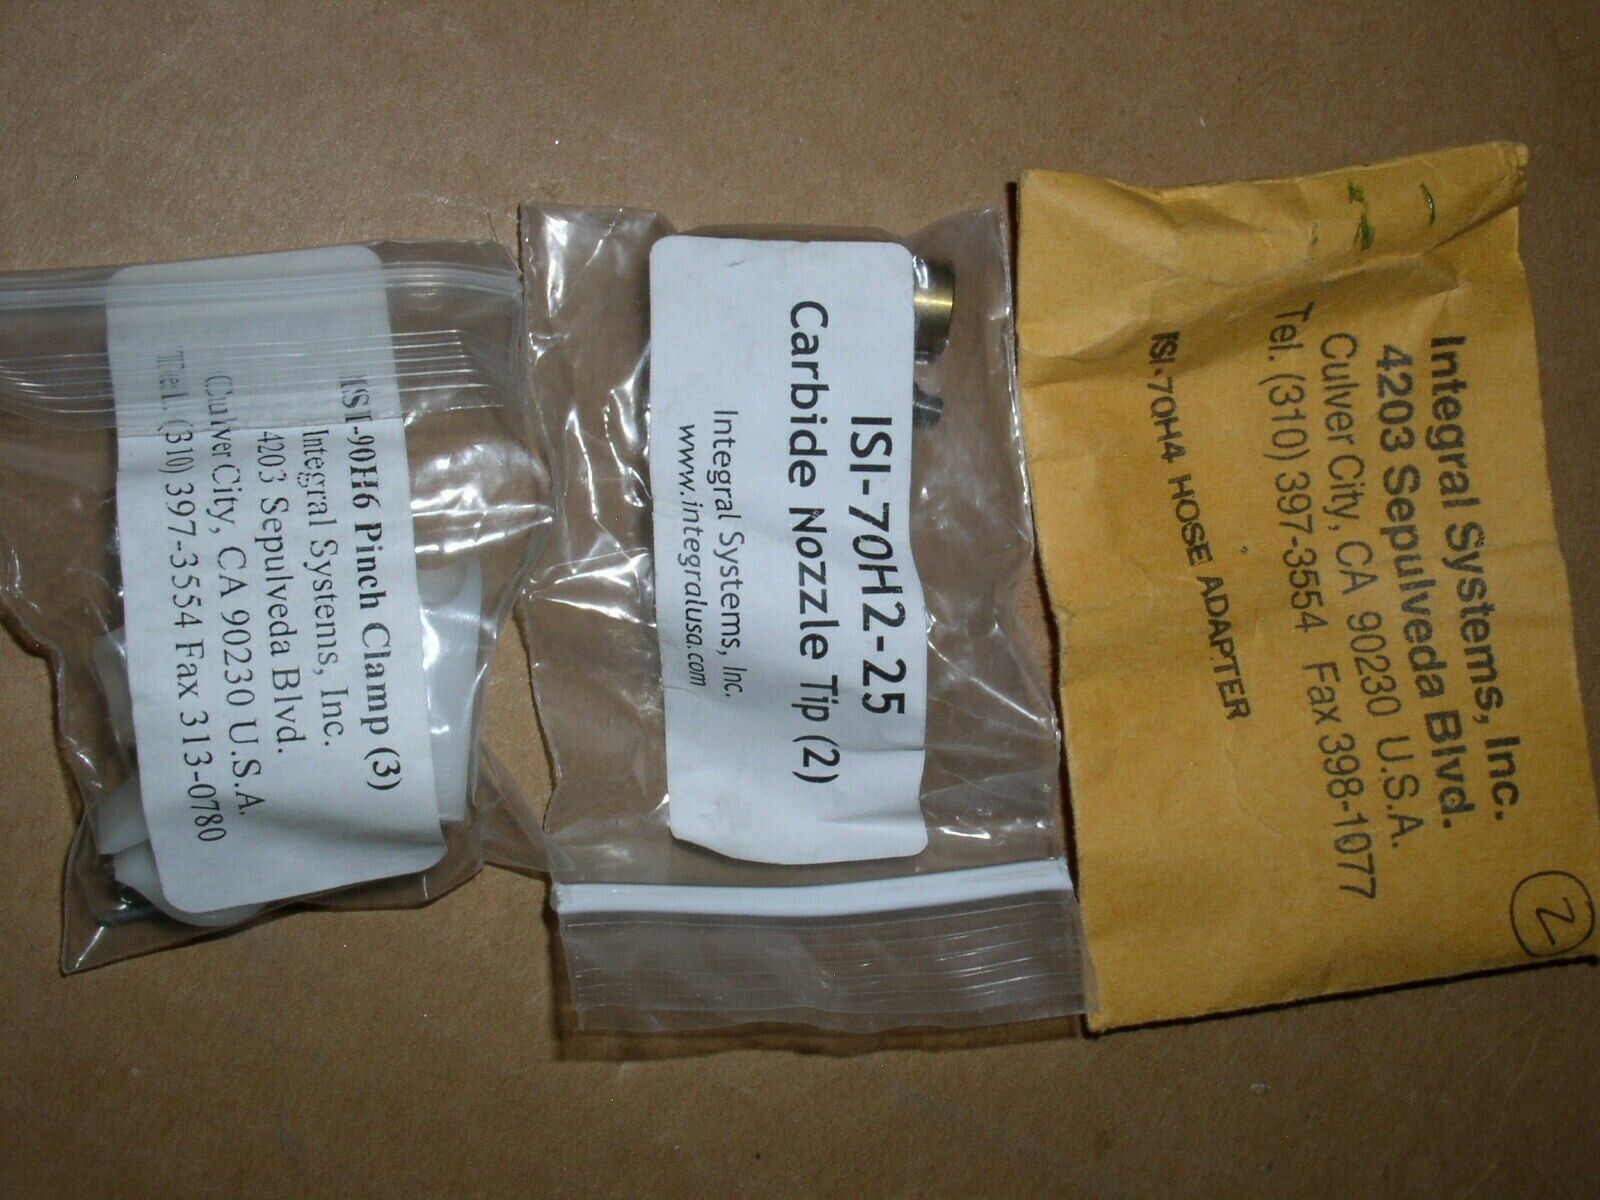 ISI-90H6 Pinch Clamp (3)
Integral Systems, Inc.
4203 Sepulveda Blvd.
Culver City, CA 90230 U.S.A.
Tel. (310) 397-3554 Fax 313-0780
ISI-70H2-25
Carbide Nozzle Tip (2)
Integral Systems, Inc.
www.integralusa.com
Integral Systems, Inc.
4203 Sepulveda Blvd.
Culver City, CA 90230 U.S.A.
Tel. (310) 397-3554 Fax 398-1077
ISI-70H4 HOSE ADAPTER
2